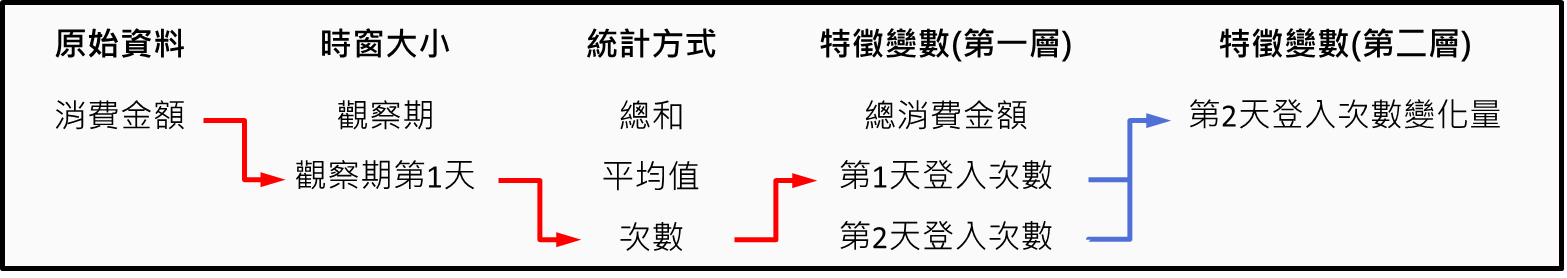 原始資料 時窗大小 統計方式 特徵變數(第一層) 特徵變數(第二層)
消費金額 觀察期 總和 總消費金額 第2天登入次數變化量
觀察期第1天 平均值 第1天登入次數
次數 第2天登入次數